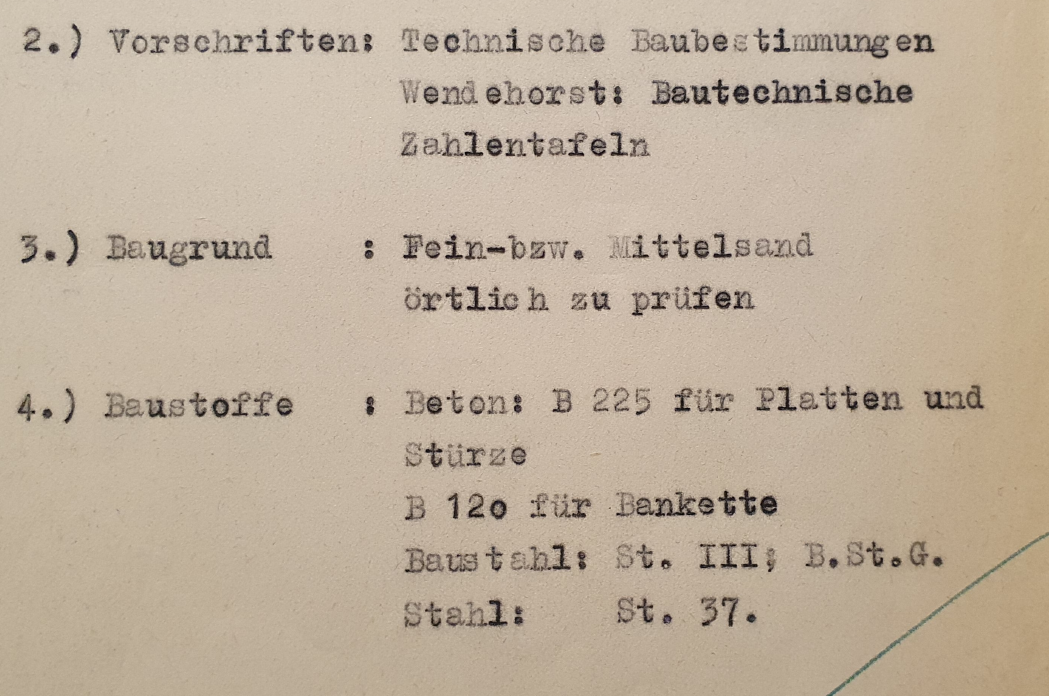 2.) Vorschriften: Technische Baubestimmungen
Wendehorst: Bautechnische
Zahlentafeln
3.) Baugrund : Fein-bzw. Mittelsand
örtlich zu prüfen
4.) Baustoffe : Beton: B 225 für Platten und
Stürze
B 12o für Bankette
Baustahl: St. III; B.St.G.
Stahl: St. 37.